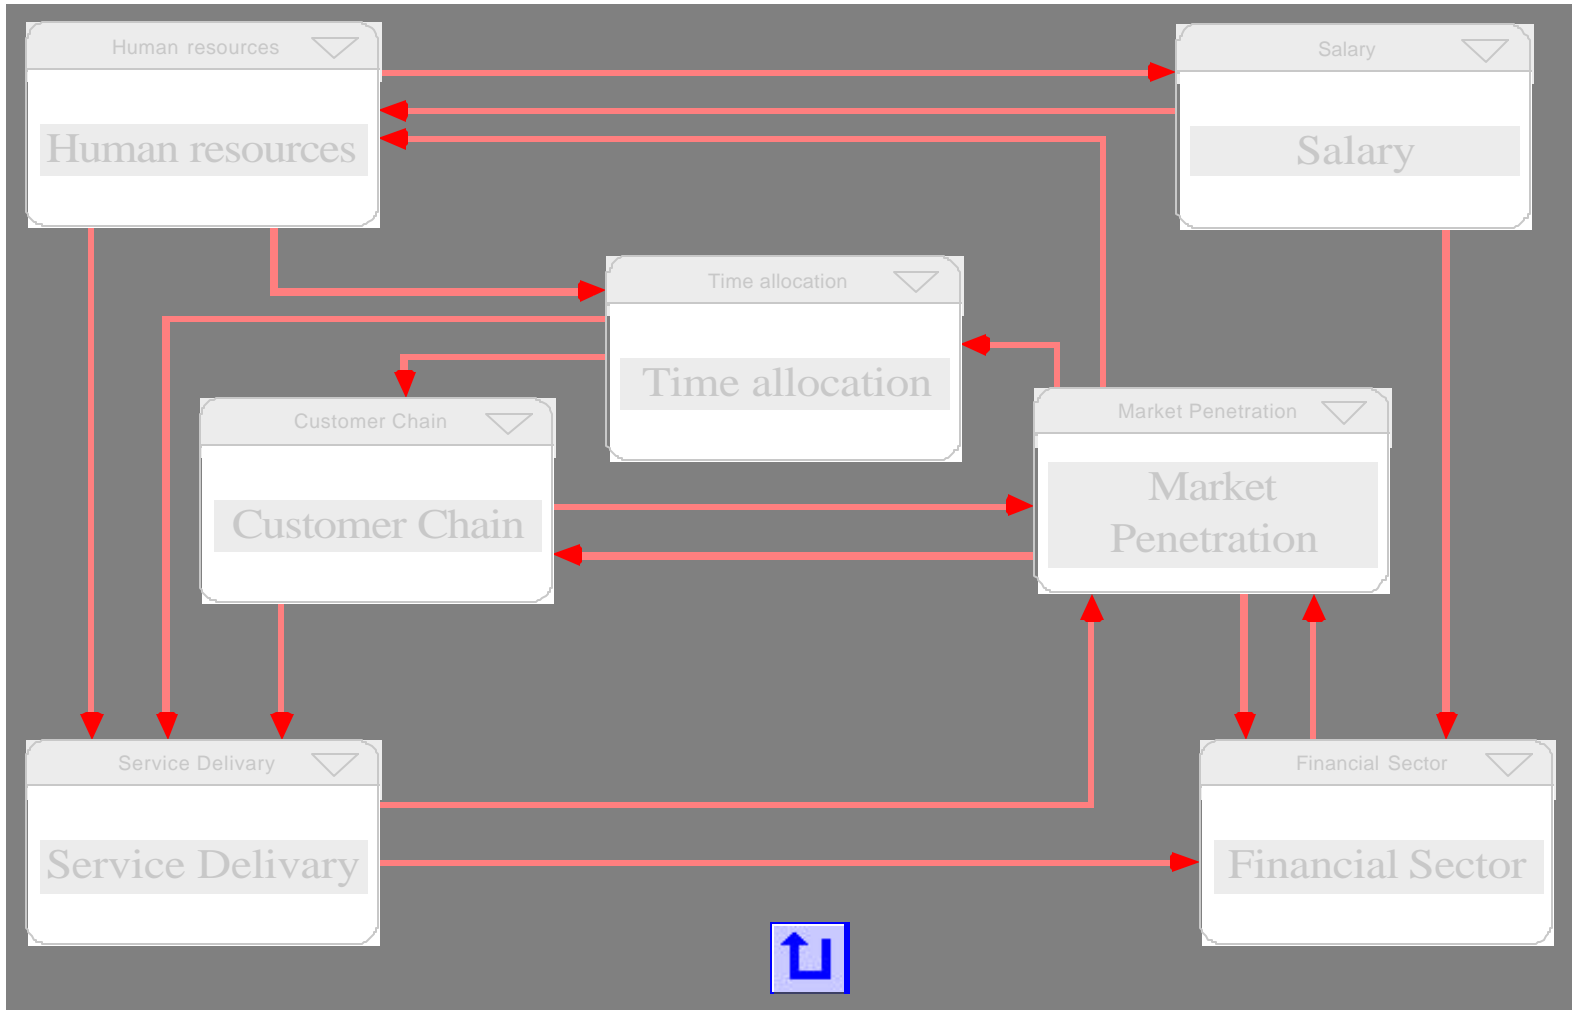 Human resources
Salary
Human resources
Salary
Time allocation
Time allocation
Customer Chain
Market Penetration
Customer Chain
Market
Penetration
Service Delivary
Financial Sector
Service Delivary
Financial Sector